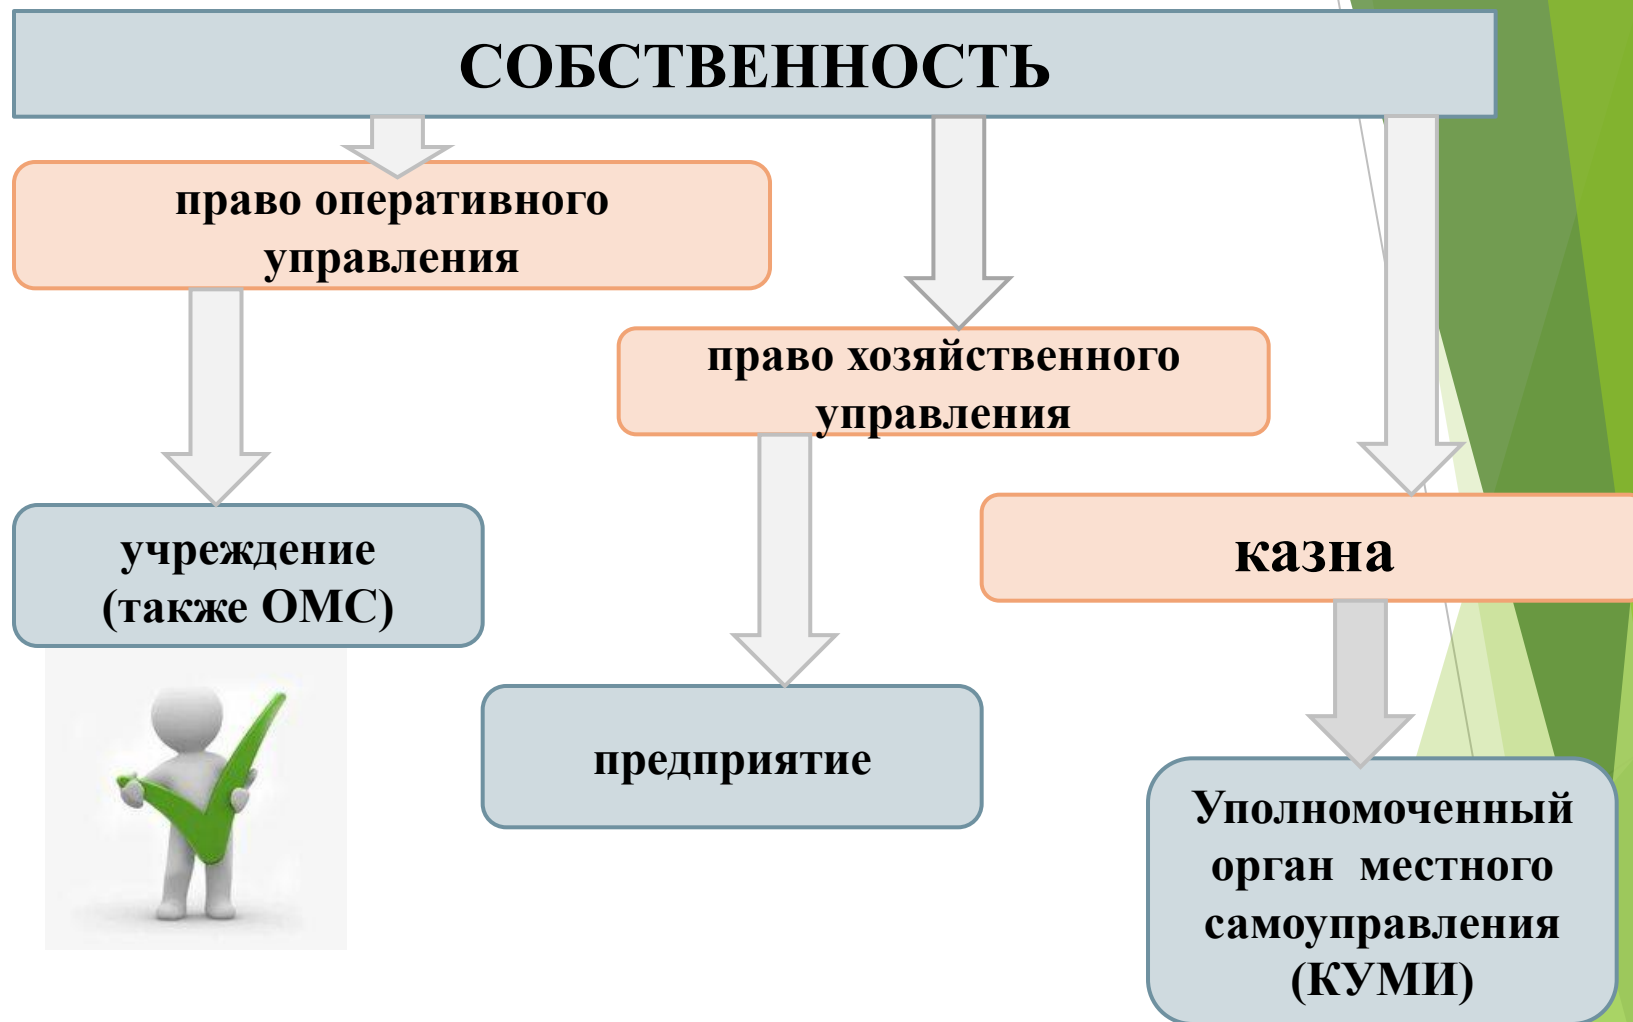 СОБСТВЕННОСТЬ
право оперативного
управления
право хозяйственного
управления
казна
учреждение
(также ОМС)
предприятие
Уполномоченный
орган местного
самоуправления
(КУМИ)